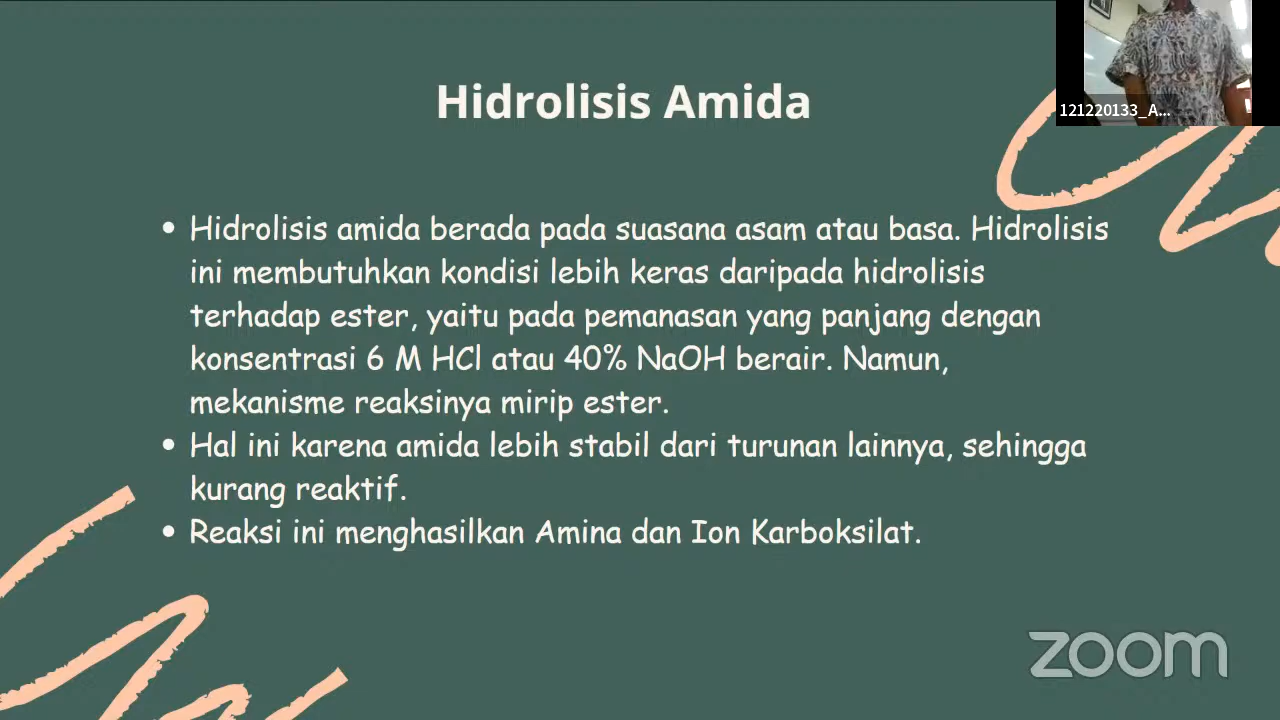 Hidrolisis Amida
121220133_A...
• Hidrolisis amida berada pada suasana asam atau basa. Hidrolisis
ini membutuhkan kondisi lebih keras daripada hidrolisis
terhadap ester, yaitu pada pemanasan yang panjang dengan
konsentrasi 6 M HCl atau 40% NaOH berair. Namun,
mekanisme reaksinya mirip ester.
• Hal ini karena amida lebih stabil dari turunan lainnya, sehingga
kurang reaktif.
• Reaksi ini menghasilkan Amina dan Ion Karboksilat.
zoom